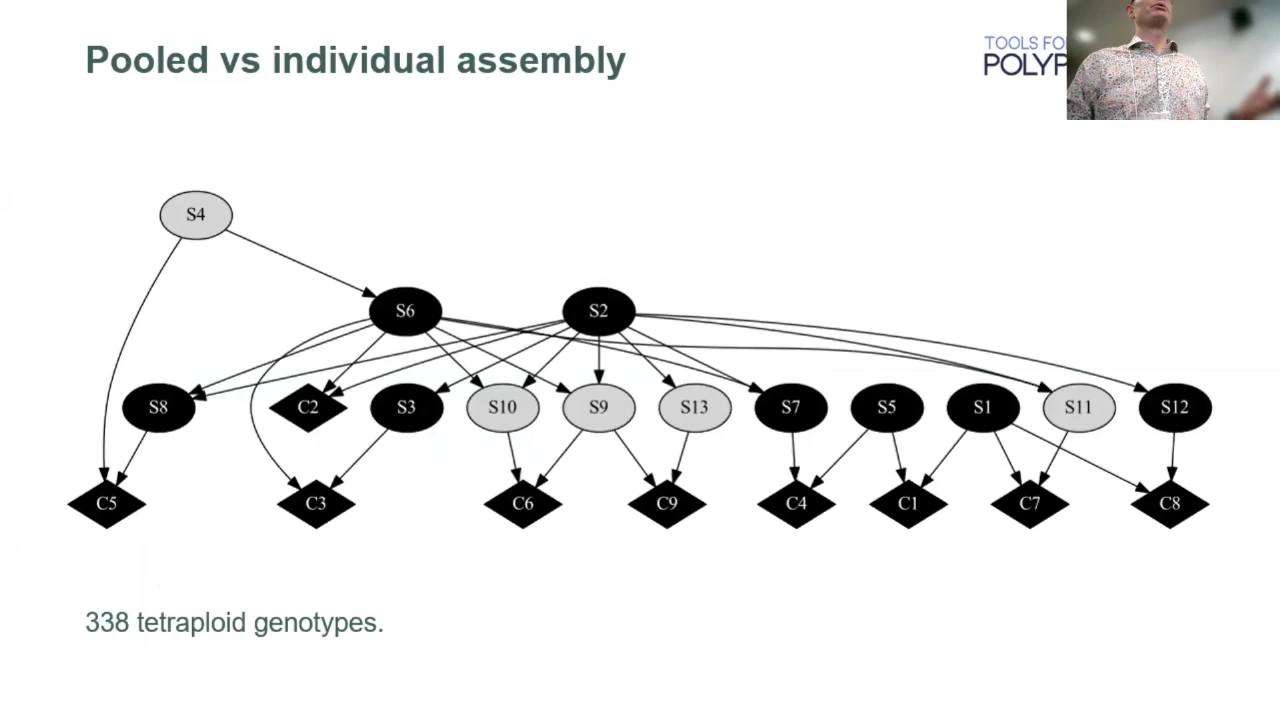 Pooled vs individual assembly
TOOLS FO
POLYP
S4
S6
S2
S8
C2
S3
S10
S9
S13
S7
S5
S1
S11
S12
C5
C3
C6
C9
C4
C1
C7
C8
338 tetraploid genotypes.